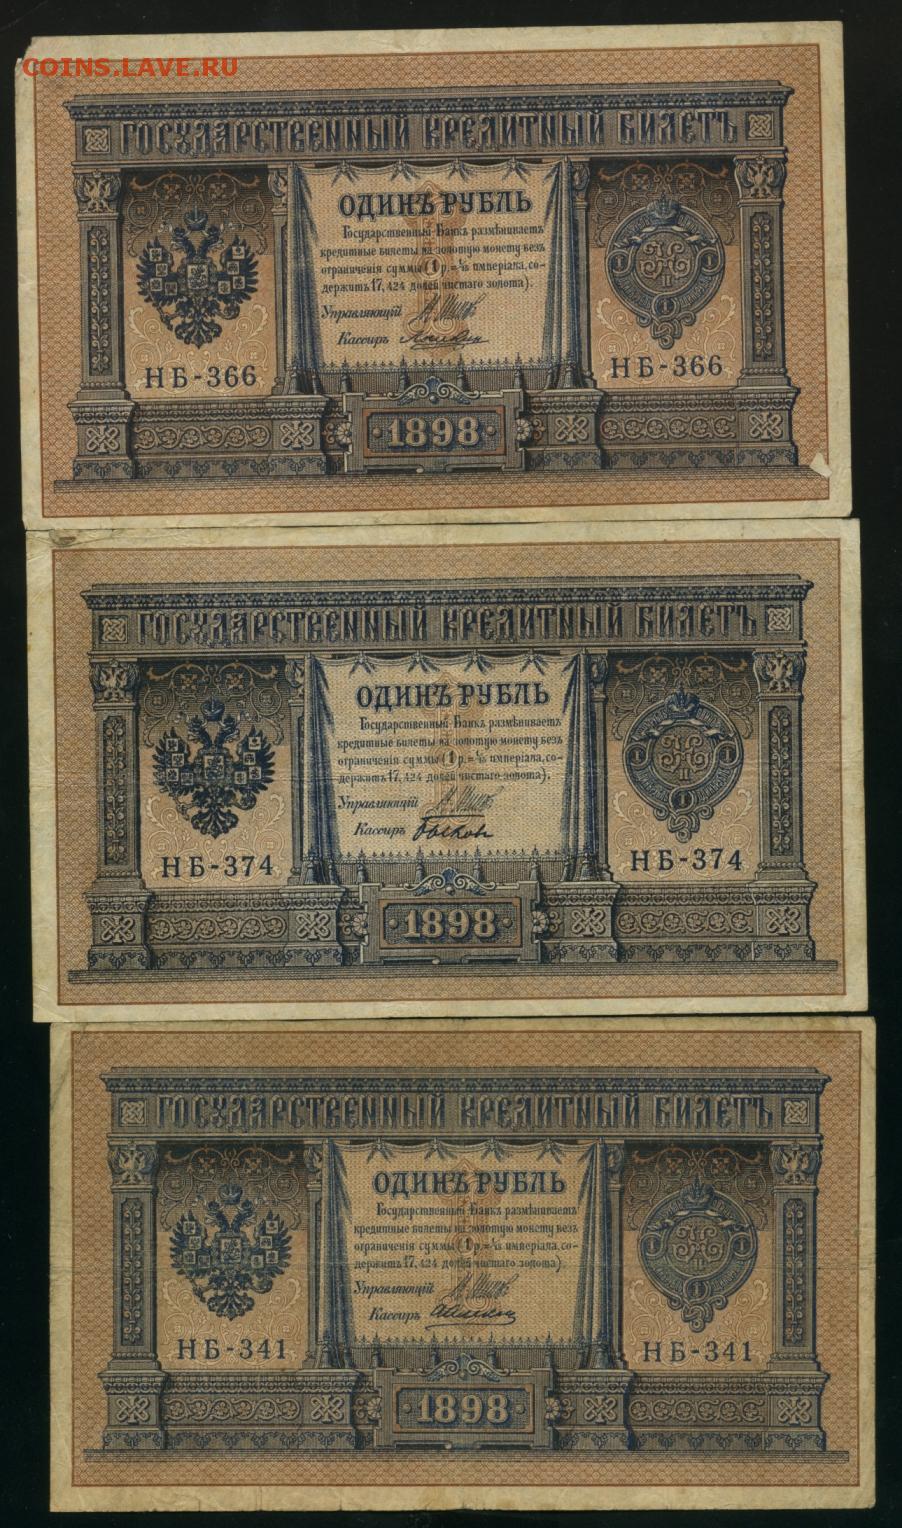 COINS.LAVE.RU
ГОСУДАРСТВЕННЫЙ КРЕДИТНЫЙ БИЛЕТЪ
ОДИНЪ РУБЛЬ
Государственный Банкъ размѣниваетъ
кредитные билеты на золотую монету безъ
ограниченія суммы (1 р. = 1/15 имперіала, со-
держитъ 17,424 долей чистаго золота).
Управляющій
Кассиръ
НБ-366 НБ-366
1898
ГОСУДАРСТВЕННЫЙ КРЕДИТНЫЙ БИЛЕТЪ
ОДИНЪ РУБЛЬ
Государственный Банкъ размѣниваетъ
кредитные билеты на золотую монету безъ
ограниченія суммы (1 р. = 1/15 имперіала, со-
держитъ 17,424 долей чистаго золота).
Управляющій
Кассиръ
НБ-374 НБ-374
1898
ГОСУДАРСТВЕННЫЙ КРЕДИТНЫЙ БИЛЕТЪ
ОДИНЪ РУБЛЬ
Государственный Банкъ размѣниваетъ
кредитные билеты на золотую монету безъ
ограниченія суммы (1 р. = 1/15 имперіала, со-
держитъ 17,424 долей чистаго золота).
Управляющій
Кассиръ
НБ-341 НБ-341
1898